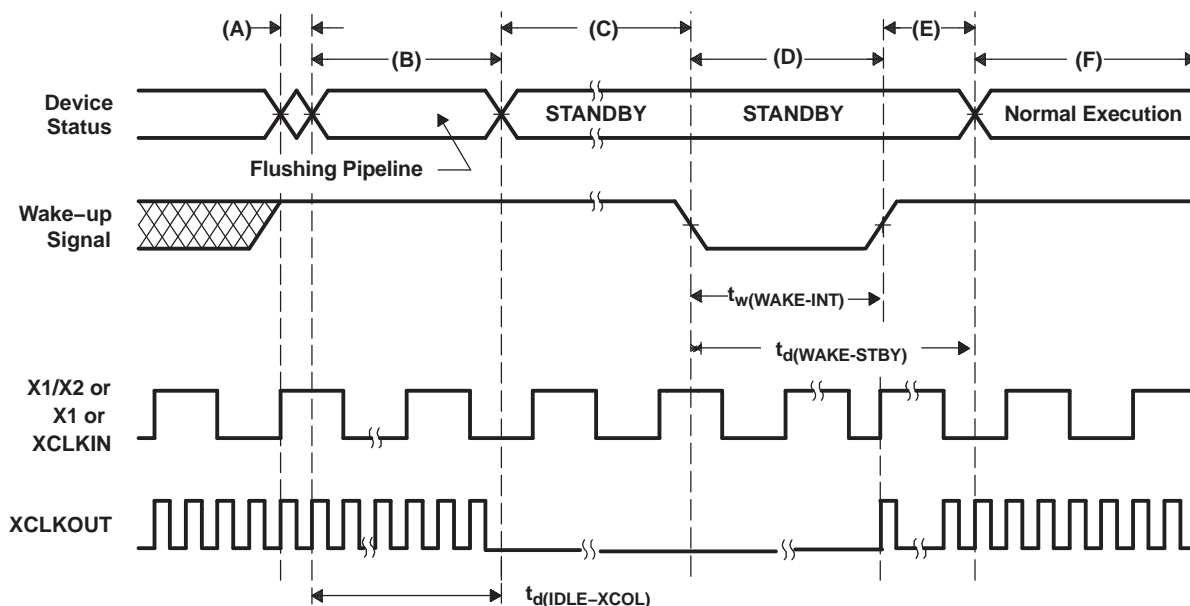 (A)
(C)
(E)
(B)
(D)
(F)
Device
Status
STANDBY
STANDBY
Normal Execution
Flushing Pipeline
Wake−up
Signal
tw(WAKE-INT)
td(WAKE-STBY)
X1/X2 or
X1 or
XCLKIN
XCLKOUT
td(IDLE−XCOL)